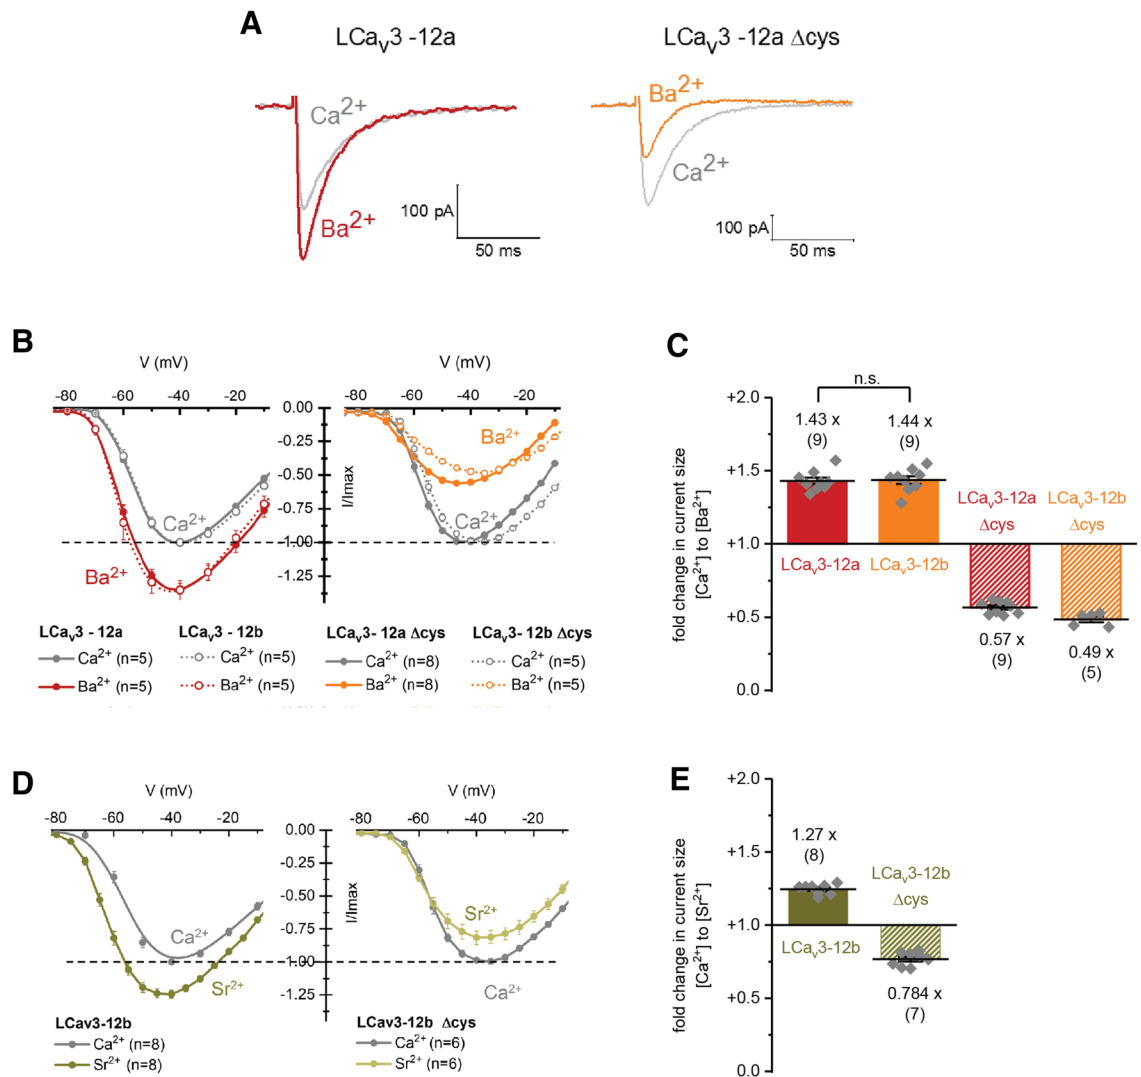 A
LCav3 -12a
LCav3 -12a Δcys
Ca2+
Ba2+
100 pA
50 ms
Ba2+
Ca2+
100 pA
50 ms
B
V (mV)
-80 -60 -40 -20
0.00
-0.25
-0.50
-0.75
-1.00
-1.25
I/Imax
Ca2+
Ba2+
V (mV)
-80 -60 -40 -20
Ba2+
Ca2+
LCav3 - 12a
Ca2+ (n=5)
Ba2+ (n=5)
LCav3 - 12b
Ca2+ (n=5)
Ba2+ (n=5)
LCav3- 12a Δcys
Ca2+ (n=8)
Ba2+ (n=8)
LCav3- 12b Δcys
Ca2+ (n=5)
Ba2+ (n=5)
C
fold change in current size
[Ca2+] to [Ba2+]
+2.0
+1.5
+1.0
+0.5
0.0
n.s.
1.43 x
(9)
1.44 x
(9)
LCav3-12a
LCav3-12b
LCav3-12a
Δcys
LCav3-12b
Δcys
0.57 x
(9)
0.49 x
(5)
D
V (mV)
-80 -60 -40 -20
0.00
-0.25
-0.50
-0.75
-1.00
-1.25
I/Imax
Ca2+
Sr2+
V (mV)
-80 -60 -40 -20
Sr2+
Ca2+
LCav3-12b
Ca2+ (n=8)
Sr2+ (n=8)
LCav3-12b Δcys
Ca2+ (n=6)
Sr2+ (n=6)
E
fold change in current size
[Ca2+] to [Sr2+]
+2.0
+1.5
+1.0
+0.5
0.0
1.27 x
(8)
LCav3-12b
LCav3-12b
Δcys
0.784 x
(7)